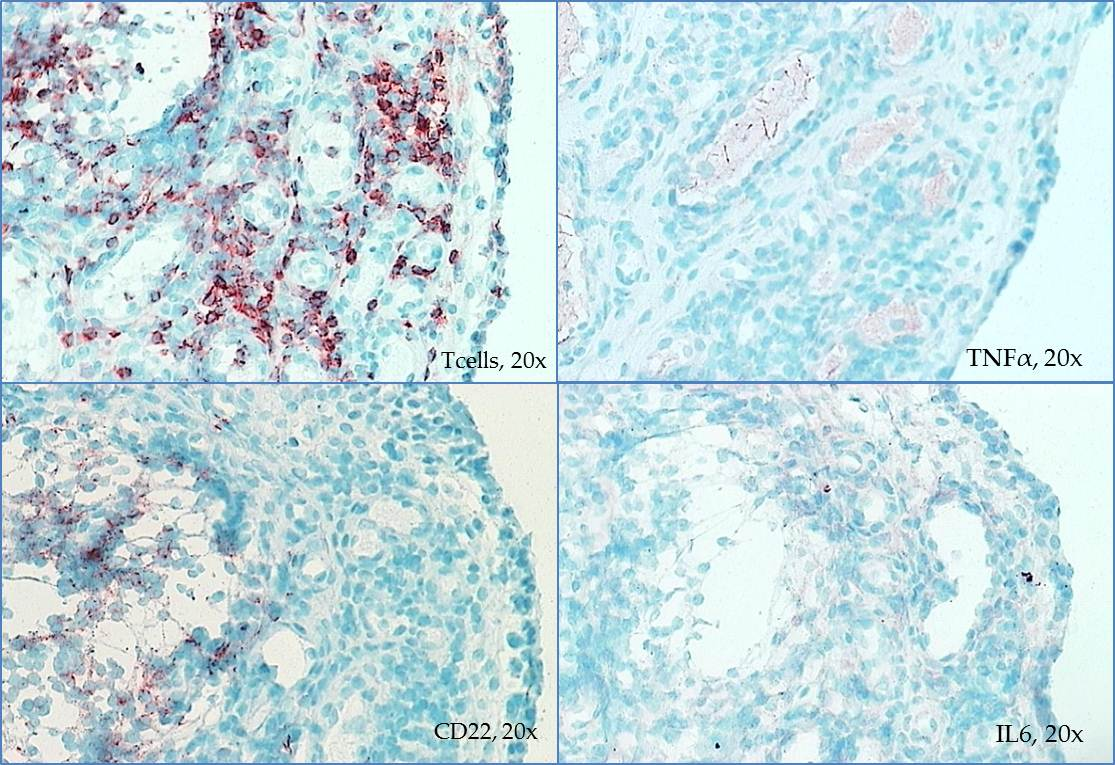 Tcells, 20x
TNFα, 20x
CD22, 20x
IL6, 20x